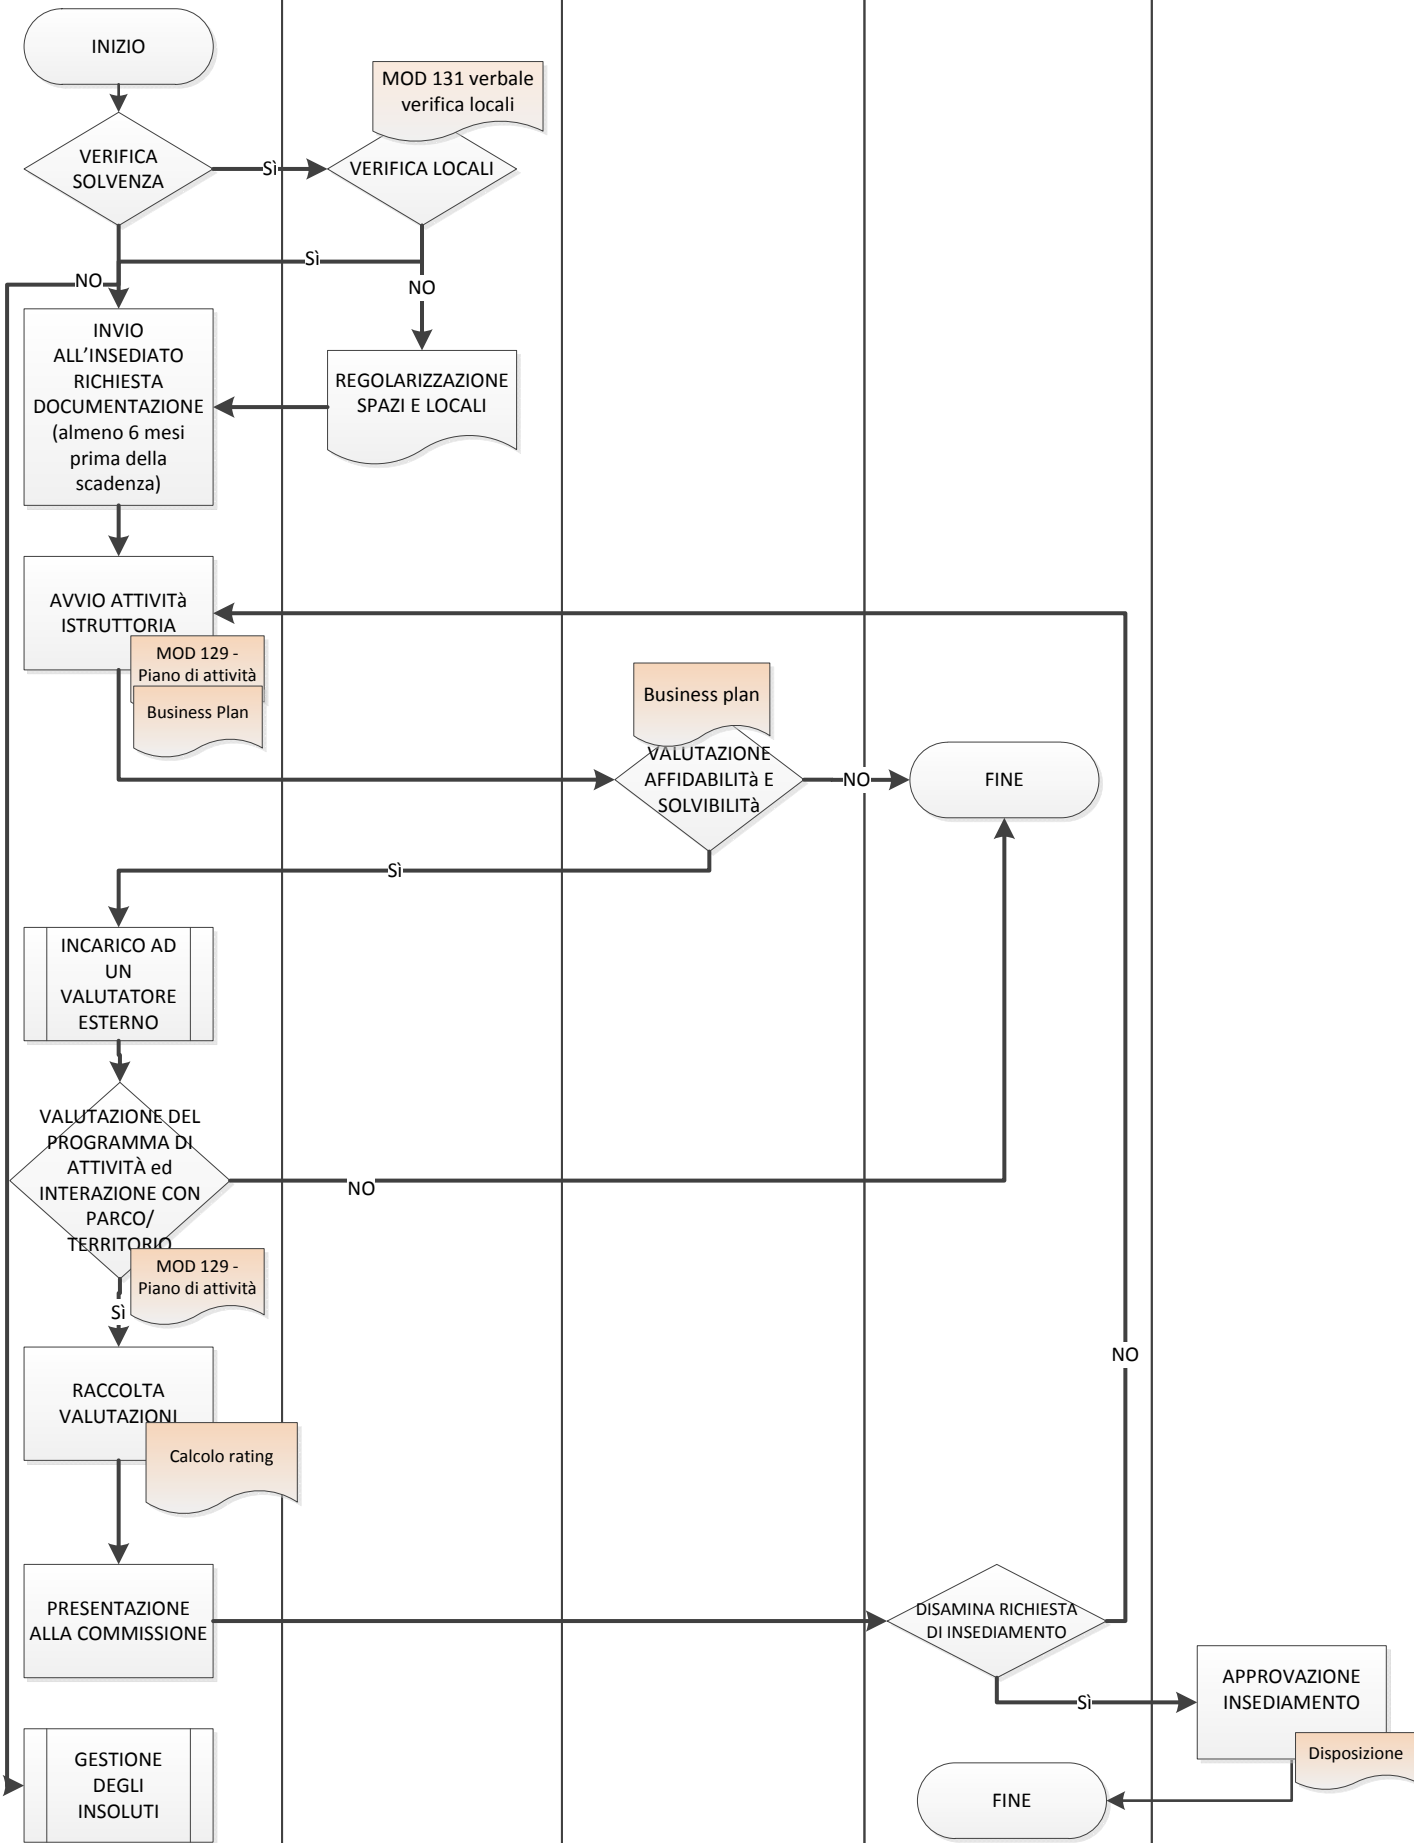 INIZIO
MOD 131 verbale
verifica locali
VERIFICA
SOLVENZA
Sì
VERIFICA LOCALI
Sì
NO
NO
INVIO
ALL'INSEDIATO
RICHIESTA
DOCUMENTAZIONE
(almeno 6 mesi
prima della
scadenza)
REGOLARIZZAZIONE
SPAZI E LOCALI
AVVIO ATTIVITà
ISTRUTTORIA
MOD 129 -
Piano di attività
Business Plan
Business plan
VALUTAZIONE
AFFIDABILITà E
SOLVIBILITà
NO
FINE
Sì
INCARICO AD
UN
VALUTATORE
ESTERNO
VALUTAZIONE DEL
PROGRAMMA DI
ATTIVITÀ ed
INTERAZIONE CON
PARCO/
TERRITORIO
NO
MOD 129 -
Piano di attività
Sì
NO
RACCOLTA
VALUTAZIONI
Calcolo rating
PRESENTAZIONE
ALLA COMMISSIONE
DISAMINA RICHIESTA
DI INSEDIAMENTO
Sì
APPROVAZIONE
INSEDIAMENTO
Disposizione
GESTIONE
DEGLI
INSOLUTI
FINE